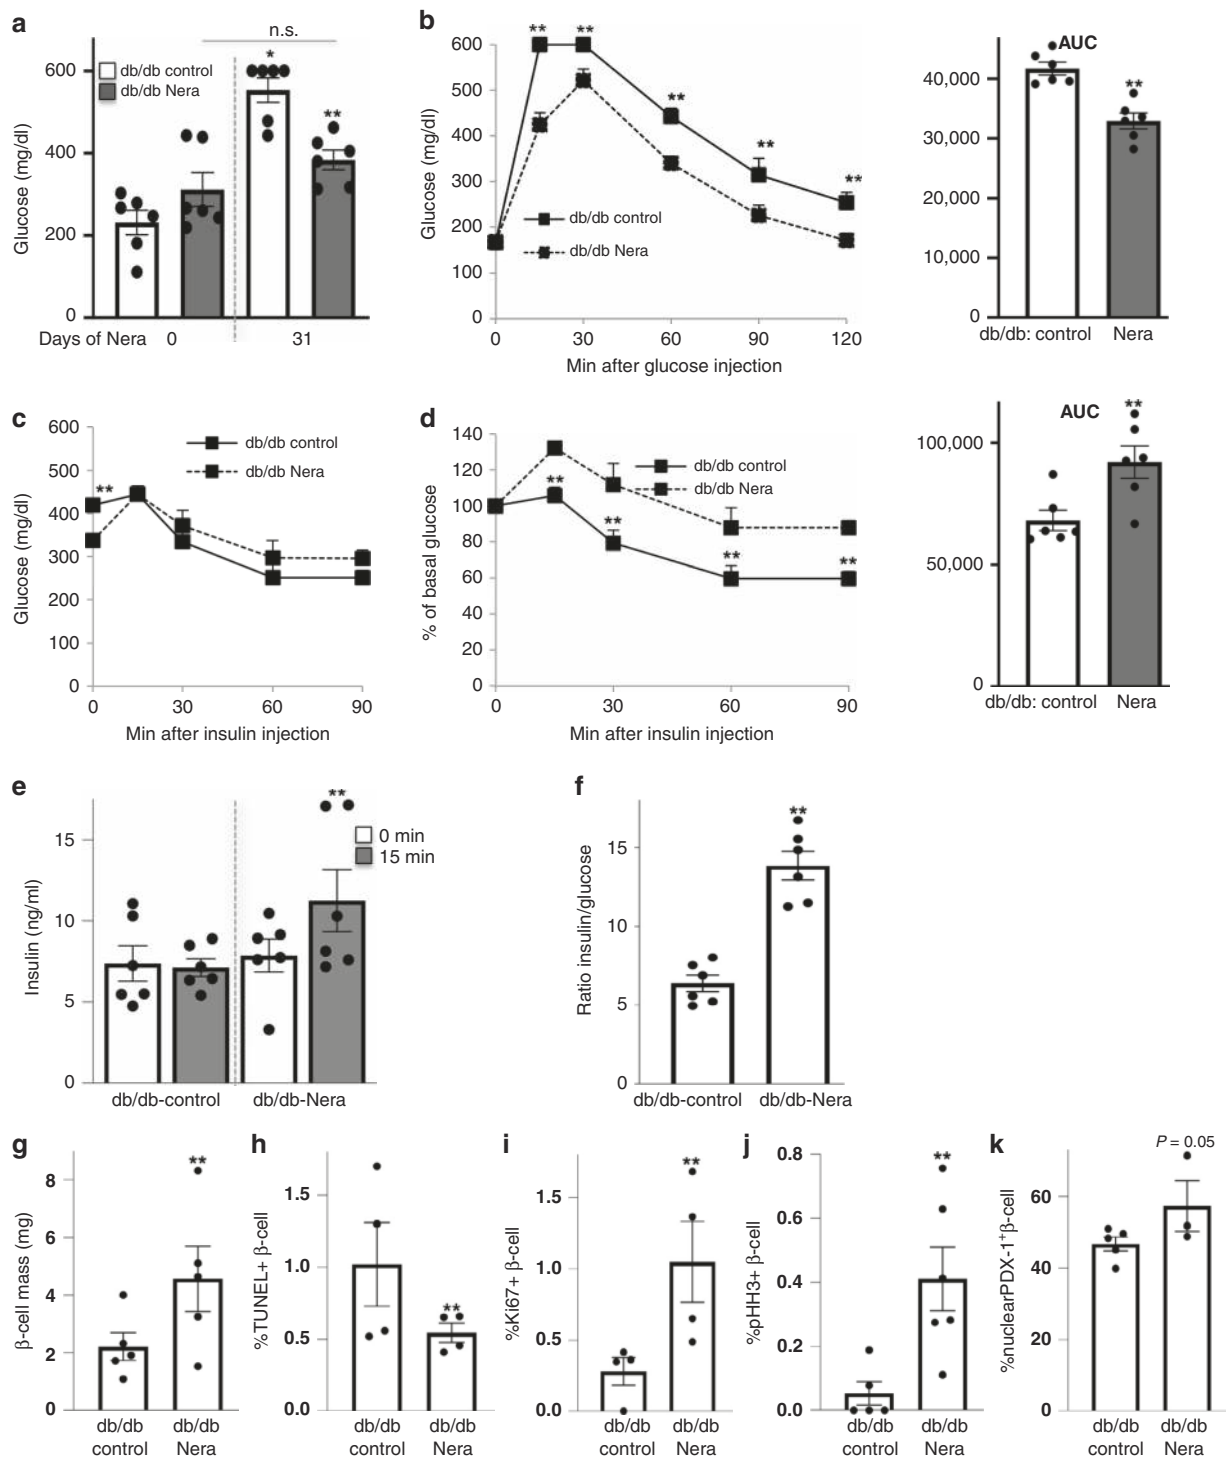 a
n.s.
db/db control
db/db Nera
*
**
Glucose (mg/dl)
600
400
200
0
Days of Nera 0 31
b
** ** ** ** **
Glucose (mg/dl)
600
500
400
300
200
100
0
db/db control
db/db Nera
0 30 60 90 120
Min after glucose injection
AUC
**
40,000
30,000
20,000
10,000
0
db/db: control Nera
c
Glucose (mg/dl)
600
500
400
300
200
100
0
**
db/db control
db/db Nera
0 30 60 90
Min after insulin injection
d
% of basal glucose
140
120
100
80
60
40
20
0
db/db control
db/db Nera
** ** ** **
0 30 60 90
Min after insulin injection
AUC
**
100,000
50,000
0
db/db: control Nera
e
Insulin (ng/ml)
15
10
5
0
**
0 min
15 min
db/db-control db/db-Nera
f
Ratio insulin/glucose
15
10
5
0
**
db/db-control db/db-Nera
g
β-cell mass (mg)
8
6
4
2
0
**
db/db db/db
control Nera
h
%TUNEL+ β-cell
1.5
1.0
0.5
0.0
**
db/db db/db
control Nera
i
%Ki67+ β-cell
1.5
1.0
0.5
0.0
**
db/db db/db
control Nera
j
%pHH3+ β-cell
0.8
0.6
0.4
0.2
0.0
**
db/db db/db
control Nera
k
%nuclearPDX-1⁺β-cell
P = 0.05
60
40
20
0
db/db db/db
control Nera